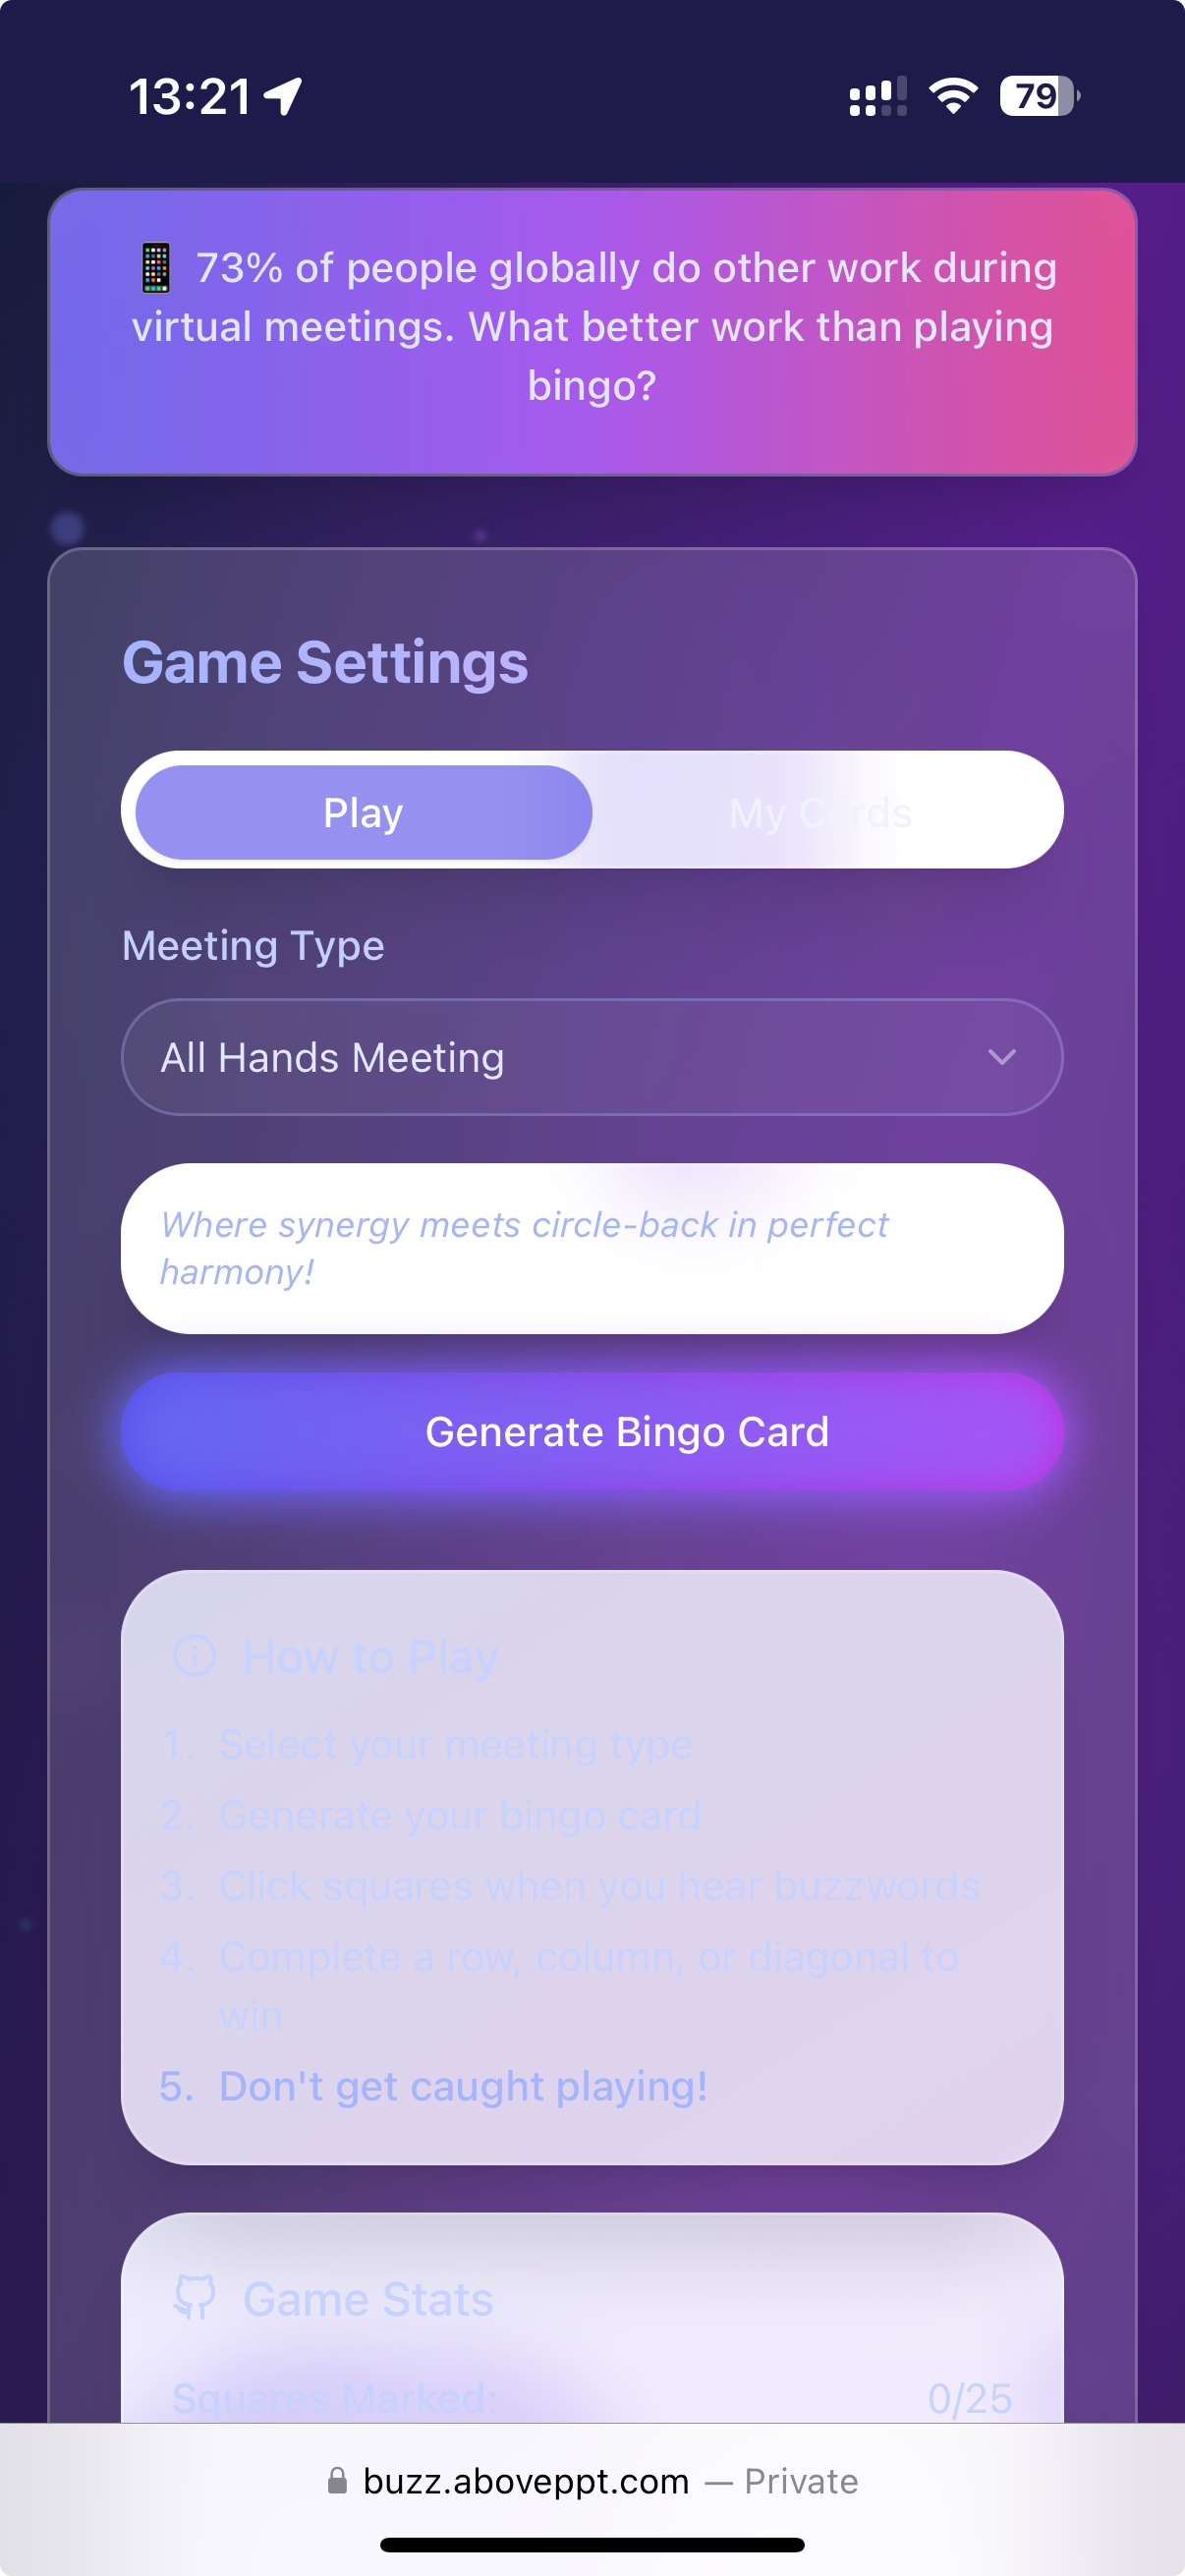 13:21
79
📱 73% of people globally do other work during
virtual meetings. What better work than playing
bingo?
Game Settings
Play
My Cards
Meeting Type
All Hands Meeting
Where synergy meets circle-back in perfect
harmony!
Generate Bingo Card
How to Play
1. Select your meeting type
2. Generate your bingo card
3. Click squares when you hear buzzwords
4. Complete a row, column, or diagonal to
win
5. Don't get caught playing!
Game Stats
Squares Marked: 0/25
buzz.aboveppt.com — Private